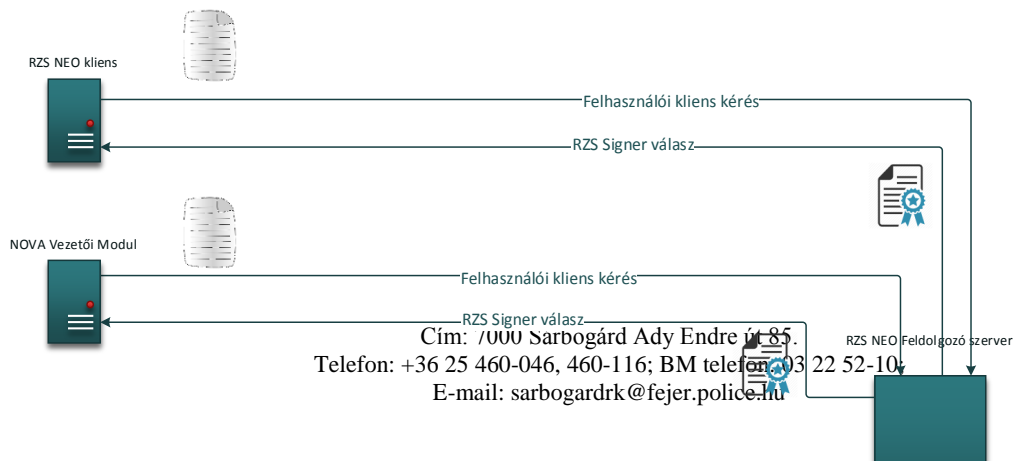 RZS NEO kliens
Felhasználói kliens kérés
RZS Signer válasz
NOVA Vezetői Modul
Felhasználói kliens kérés
RZS Signer válasz
Cím: 7000 Sárbogárd Ady Endre út 85.
RZS NEO Feldolgozó szerver
Telefon: +36 25 460-046, 460-116; BM telefon: 03 22 52-10;
E-mail: sarbogardrk@fejer.police.hu